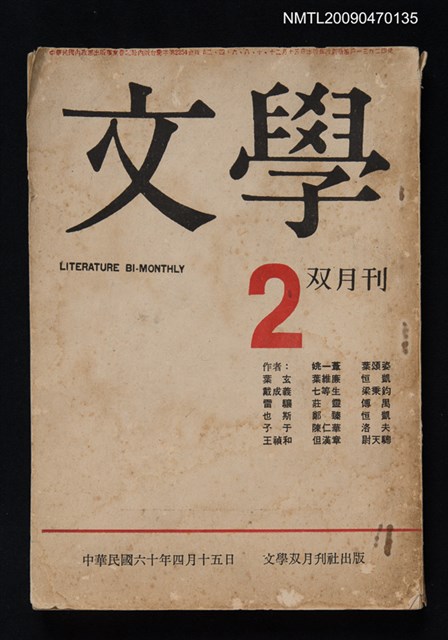 NMTL20090470135
文學
LITERATURE BI-MONTHLY
2 双月刊
作者： 姚一葦 葉頌姿
葉玄 葉維廉 恒凱
戴成義 七等生 梁秉鈞
雷驤 莊靈 傅禺
也斯 鄭臻 恒凱
子于 陳仁華 洛夫
王禎和 但漢章 尉天驄
中華民國六十年四月十五日 文學双月刊社出版